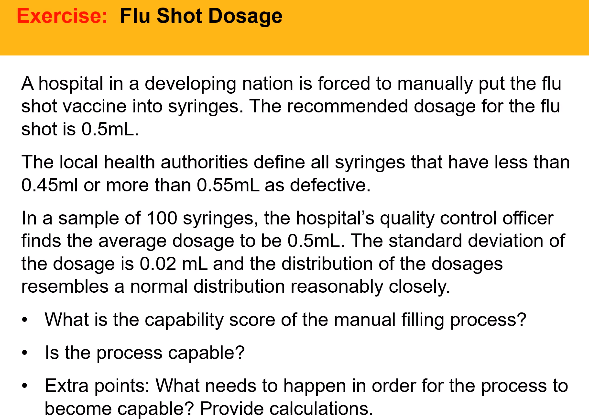 Exercise: Flu Shot Dosage
A hospital in a developing nation is forced to manually put the flu
shot vaccine into syringes. The recommended dosage for the flu
shot is 0.5mL.
The local health authorities define all syringes that have less than
0.45ml or more than 0.55mL as defective.
In a sample of 100 syringes, the hospital's quality control officer
finds the average dosage to be 0.5mL. The standard deviation of
the dosage is 0.02 mL and the distribution of the dosages
resembles a normal distribution reasonably closely.
• What is the capability score of the manual filling process?
• Is the process capable?
• Extra points: What needs to happen in order for the process to
become capable? Provide calculations.